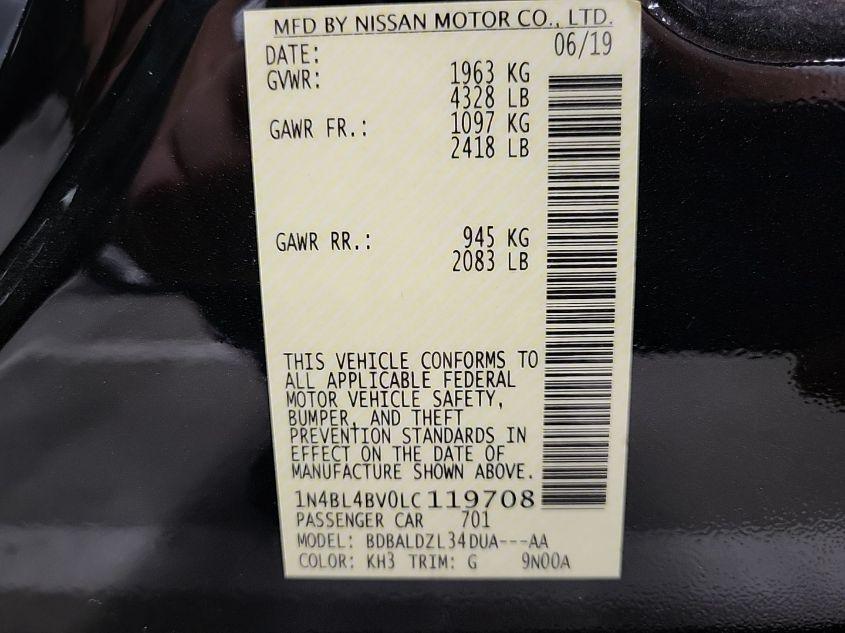 MFD BY NISSAN MOTOR CO., LTD.
DATE: 06/19
GVWR: 1963 KG
4328 LB
GAWR FR.: 1097 KG
2418 LB
GAWR RR.: 945 KG
2083 LB
THIS VEHICLE CONFORMS TO
ALL APPLICABLE FEDERAL
MOTOR VEHICLE SAFETY,
BUMPER, AND THEFT
PREVENTION STANDARDS IN
EFFECT ON THE DATE OF
MANUFACTURE SHOWN ABOVE.
1N4BL4BV0LC119708
PASSENGER CAR 701
MODEL: BDBALDZL34DUA---AA
COLOR: KH3 TRIM: G 9N00A